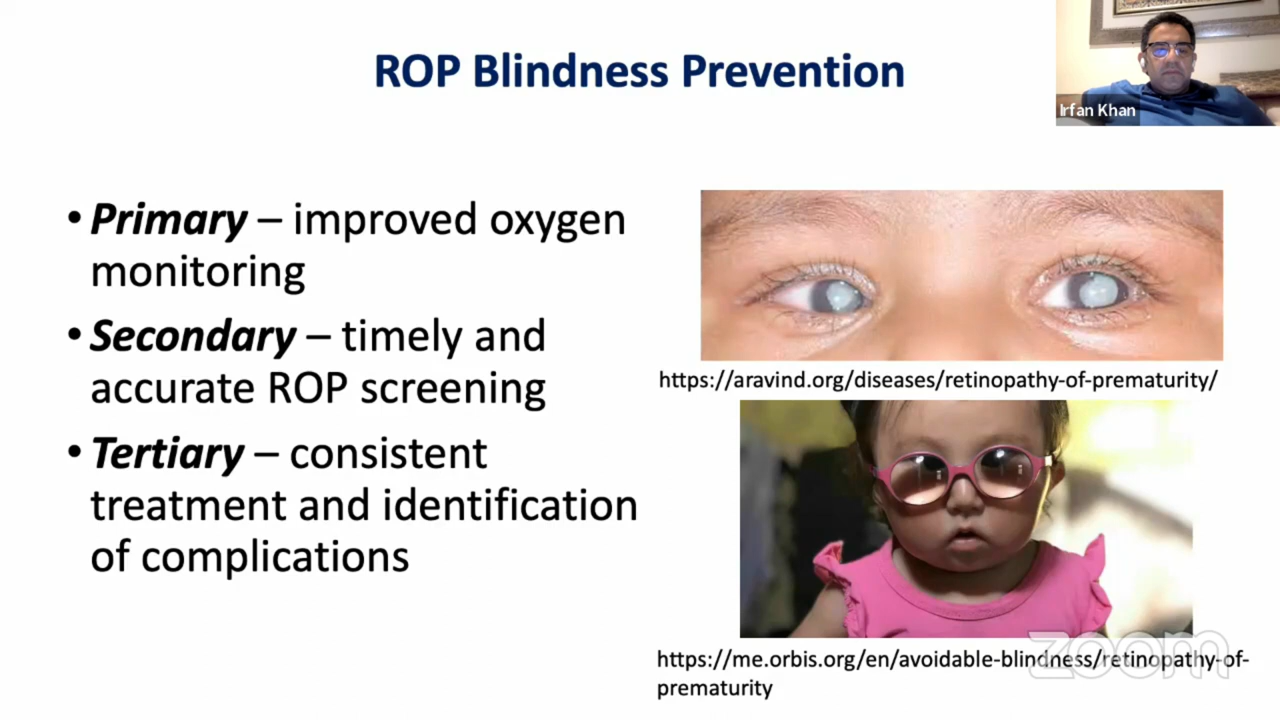 ROP Blindness Prevention
Irfan Khan
• Primary – improved oxygen
monitoring
• Secondary – timely and
accurate ROP screening
• Tertiary – consistent
treatment and identification
of complications
https://aravind.org/diseases/retinopathy-of-prematurity/
https://me.orbis.org/en/avoidable-blindness/retinopathy-of-
prematurity
zoom